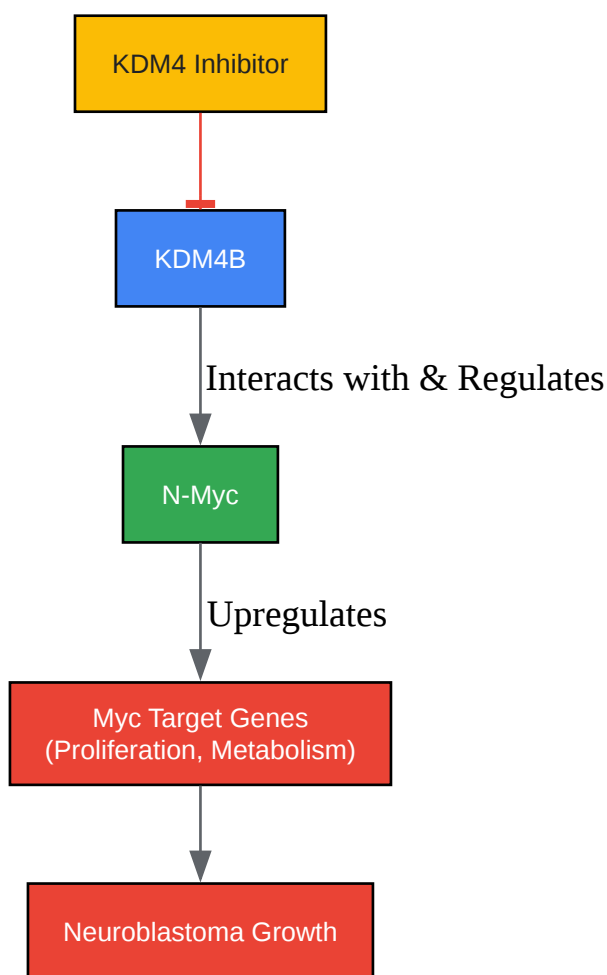 KDM4 Inhibitor
KDM4B
Interacts with & Regulates
N-Myc
Upregulates
Myc Target Genes
(Proliferation, Metabolism)
Neuroblastoma Growth